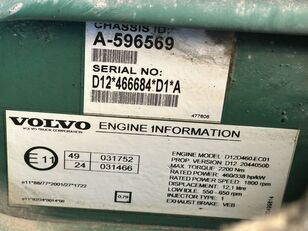 CHASSIS ID:
A-596569
SERIAL NO:
D12*466684*D1*A
477606
VOLVO
VOLVO TRUCK CORPORATION
ENGINE INFORMATION
E11
49 031752
24 031466
ENGINE MODEL D12D460,EC01
PROP. VERSION D12 20440500
MAX. TORQUE 2200 Nm
RATED POWER 460/338 hp/kW
RATED POWER SPEED 1800 rpm
DISPLACEMENT 12.1 litre
LOW IDLE 550 - 650 rpm
INLET VALVE 1
EXHAUST BRAKE VEB
0,79